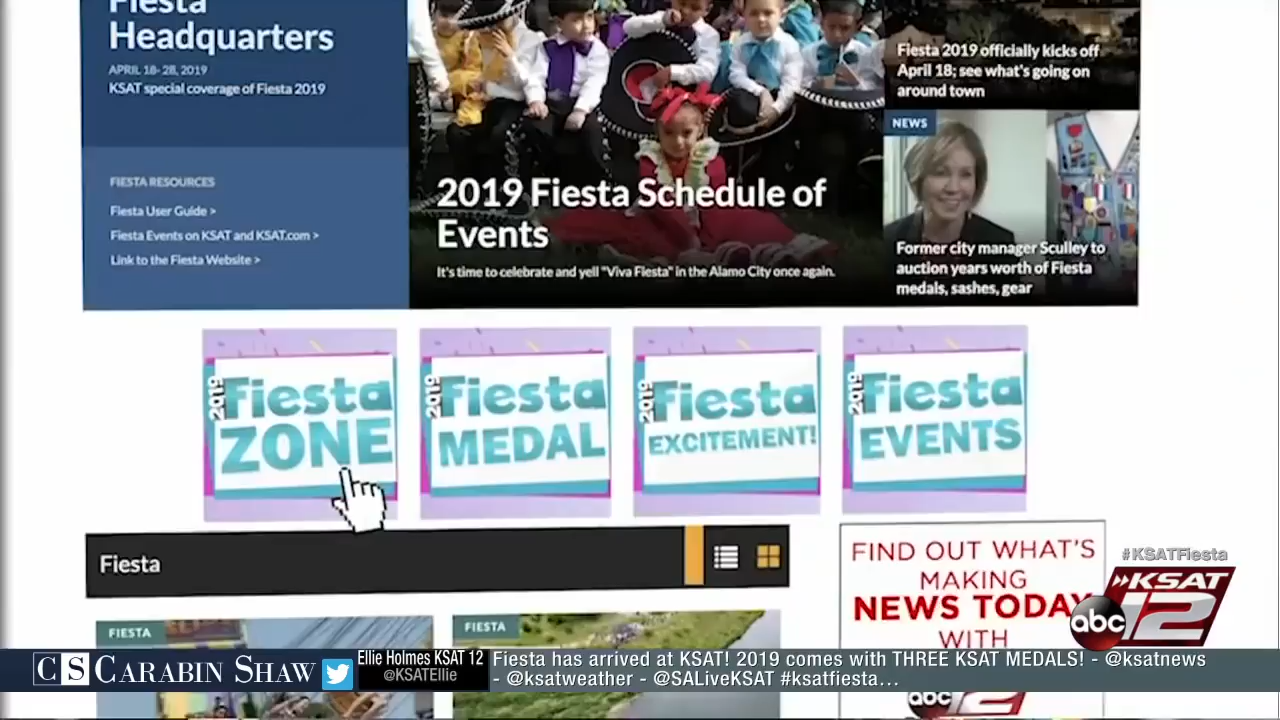 Fiesta
Headquarters
APRIL 18- 28, 2019
KSAT special coverage of Fiesta 2019
FIESTA RESOURCES
Fiesta User Guide >
Fiesta Events on KSAT and KSAT.com >
Link to the Fiesta Website >
2019 Fiesta Schedule of
Events
It's time to celebrate and yell "Viva Fiesta" in the Alamo City once again.
Fiesta 2019 officially kicks off
April 18; see what's going on
around town
NEWS
Former city manager Sculley to
auction years worth of Fiesta
medals, sashes, gear
2019 Fiesta
ZONE
2019 Fiesta
MEDAL
2019 Fiesta
EXCITEMENT!
2019 Fiesta
EVENTS
Fiesta
FIESTA
FIESTA
FIND OUT WHAT'S
MAKING
NEWS TODAY
WITH
abc 12
#KSATFiesta
KSAT
abc 12
CS CARABIN SHAW
Ellie Holmes KSAT 12
@KSATEllie
Fiesta has arrived at KSAT! 2019 comes with THREE KSAT MEDALS! - @ksatnews
- @ksatweather - @SALiveKSAT #ksatfiesta...